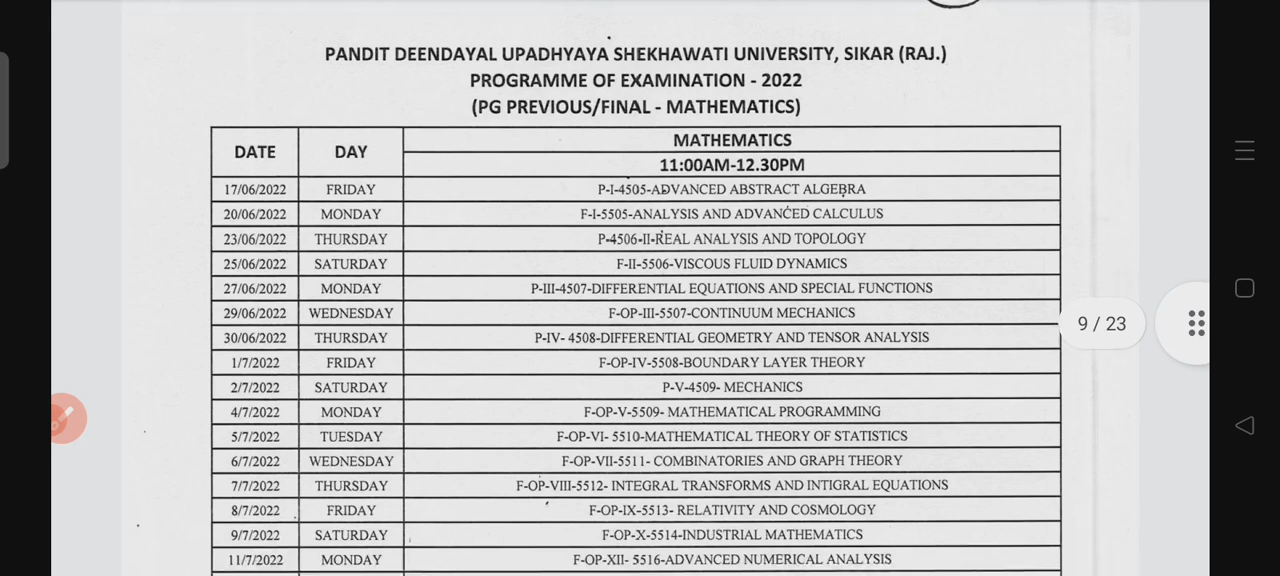 PANDIT DEENDAYAL UPADHYAYA SHEKHAWATI UNIVERSITY, SIKAR (RAJ.)
PROGRAMME OF EXAMINATION - 2022
(PG PREVIOUS/FINAL - MATHEMATICS)
DATE DAY MATHEMATICS
11:00AM-12.30PM
17/06/2022 FRIDAY P-I-4505-ADVANCED ABSTRACT ALGEBRA
20/06/2022 MONDAY F-I-5505-ANALYSIS AND ADVANCED CALCULUS
23/06/2022 THURSDAY P-4506-II-REAL ANALYSIS AND TOPOLOGY
25/06/2022 SATURDAY F-II-5506-VISCOUS FLUID DYNAMICS
27/06/2022 MONDAY P-III-4507-DIFFERENTIAL EQUATIONS AND SPECIAL FUNCTIONS
29/06/2022 WEDNESDAY F-OP-III-5507-CONTINUUM MECHANICS
30/06/2022 THURSDAY P-IV- 4508-DIFFERENTIAL GEOMETRY AND TENSOR ANALYSIS
1/7/2022 FRIDAY F-OP-IV-5508-BOUNDARY LAYER THEORY
2/7/2022 SATURDAY P-V-4509- MECHANICS
4/7/2022 MONDAY F-OP-V-5509- MATHEMATICAL PROGRAMMING
5/7/2022 TUESDAY F-OP-VI- 5510-MATHEMATICAL THEORY OF STATISTICS
6/7/2022 WEDNESDAY F-OP-VII-5511- COMBINATORIES AND GRAPH THEORY
7/7/2022 THURSDAY F-OP-VIII-5512- INTEGRAL TRANSFORMS AND INTIGRAL EQUATIONS
8/7/2022 FRIDAY F-OP-IX-5513- RELATIVITY AND COSMOLOGY
9/7/2022 SATURDAY F-OP-X-5514-INDUSTRIAL MATHEMATICS
11/7/2022 MONDAY F-OP-XII- 5516-ADVANCED NUMERICAL ANALYSIS
9 / 23